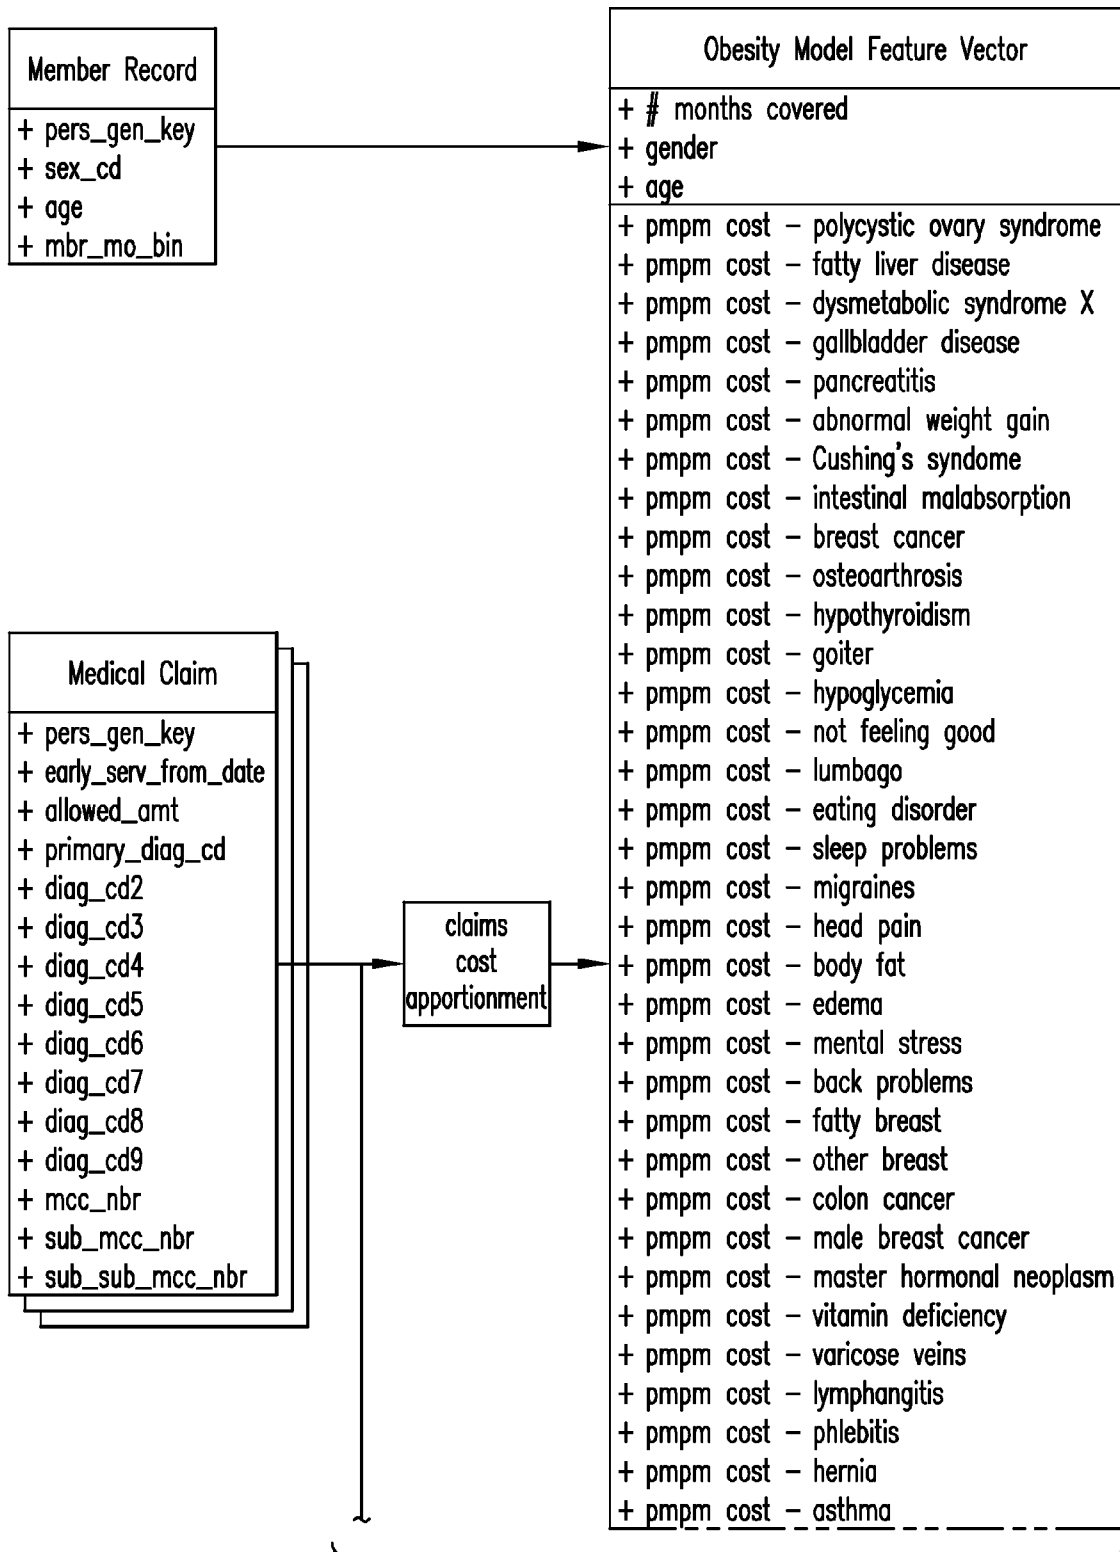 Member Record
+ pers_gen_key
+ sex_cd
+ age
+ mbr_mo_bin
Obesity Model Feature Vector
+ # months covered
+ gender
+ age
+ pmpm cost – polycystic ovary syndrome
+ pmpm cost – fatty liver disease
+ pmpm cost – dysmetabolic syndrome X
+ pmpm cost – gallbladder disease
+ pmpm cost – pancreatitis
+ pmpm cost – abnormal weight gain
+ pmpm cost – Cushing's syndome
+ pmpm cost – intestinal malabsorption
+ pmpm cost – breast cancer
+ pmpm cost – osteoarthrosis
+ pmpm cost – hypothyroidism
+ pmpm cost – goiter
+ pmpm cost – hypoglycemia
+ pmpm cost – not feeling good
+ pmpm cost – lumbago
+ pmpm cost – eating disorder
+ pmpm cost – sleep problems
+ pmpm cost – migraines
+ pmpm cost – head pain
+ pmpm cost – body fat
+ pmpm cost – edema
+ pmpm cost – mental stress
+ pmpm cost – back problems
+ pmpm cost – fatty breast
+ pmpm cost – other breast
+ pmpm cost – colon cancer
+ pmpm cost – male breast cancer
+ pmpm cost – master hormonal neoplasm
+ pmpm cost – vitamin deficiency
+ pmpm cost – varicose veins
+ pmpm cost – lymphangitis
+ pmpm cost – phlebitis
+ pmpm cost – hernia
+ pmpm cost – asthma
Medical Claim
+ pers_gen_key
+ early_serv_from_date
+ allowed_amt
+ primary_diag_cd
+ diag_cd2
+ diag_cd3
+ diag_cd4
+ diag_cd5
+ diag_cd6
+ diag_cd7
+ diag_cd8
+ diag_cd9
+ mcc_nbr
+ sub_mcc_nbr
+ sub_sub_mcc_nbr
claims
cost
apportionment